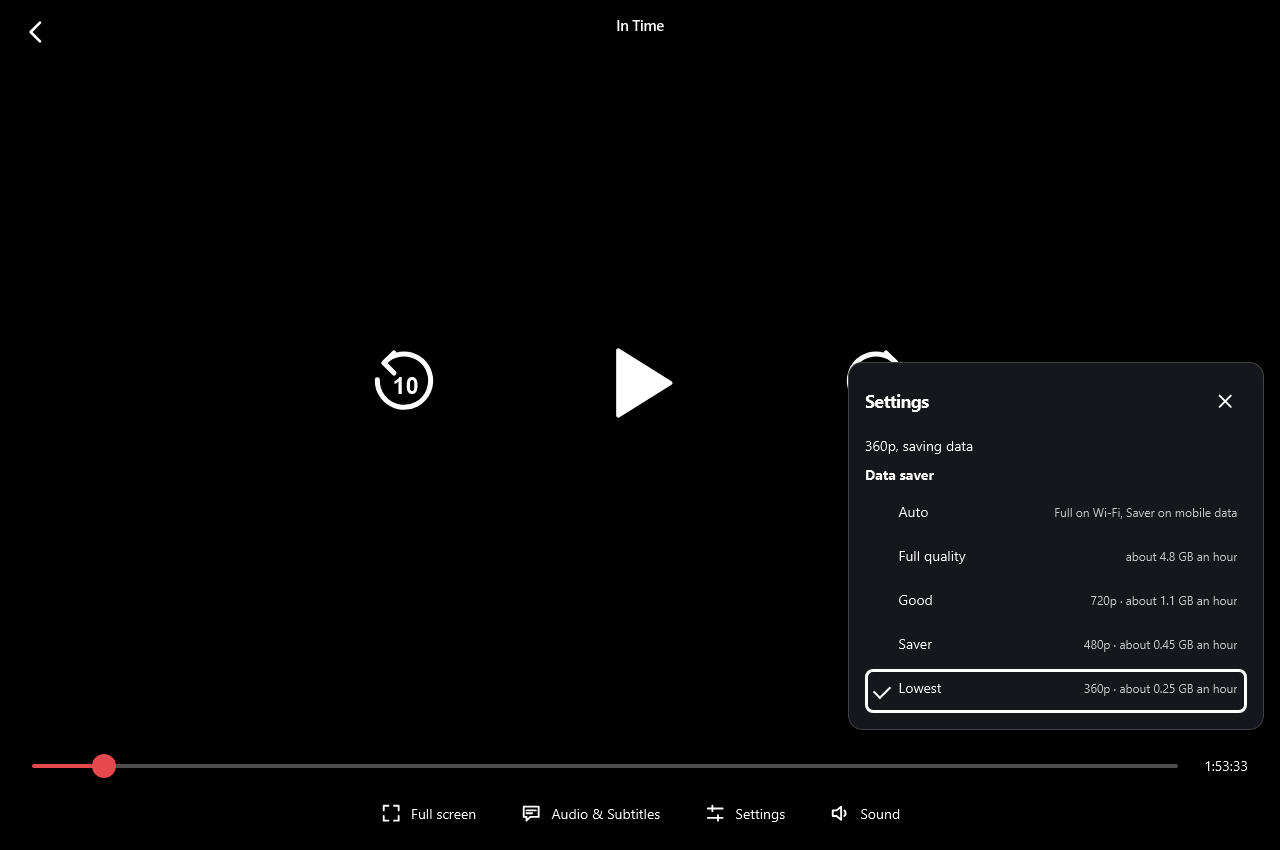 In Time
10
Settings
360p, saving data
Data saver
Auto Full on Wi-Fi, Saver on mobile data
Full quality about 4.8 GB an hour
Good 720p · about 1.1 GB an hour
Saver 480p · about 0.45 GB an hour
Lowest 360p · about 0.25 GB an hour
1:53:33
Full screen Audio & Subtitles Settings Sound